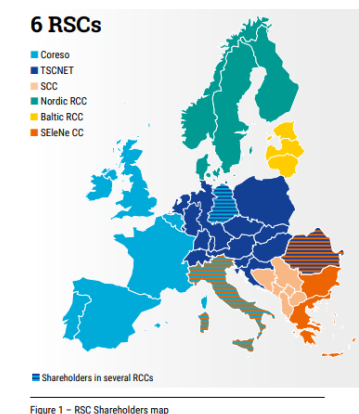 6 RSCs
Coreso
TSCNET
SCC
Nordic RCC
Baltic RCC
SEleNe CC
Shareholders in several RCCs
Figure 1 – RSC Shareholders map